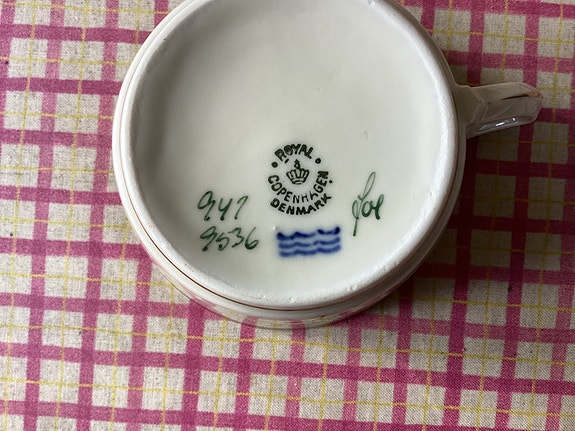 ROYAL
COPENHAGEN
DENMARK
947
9536